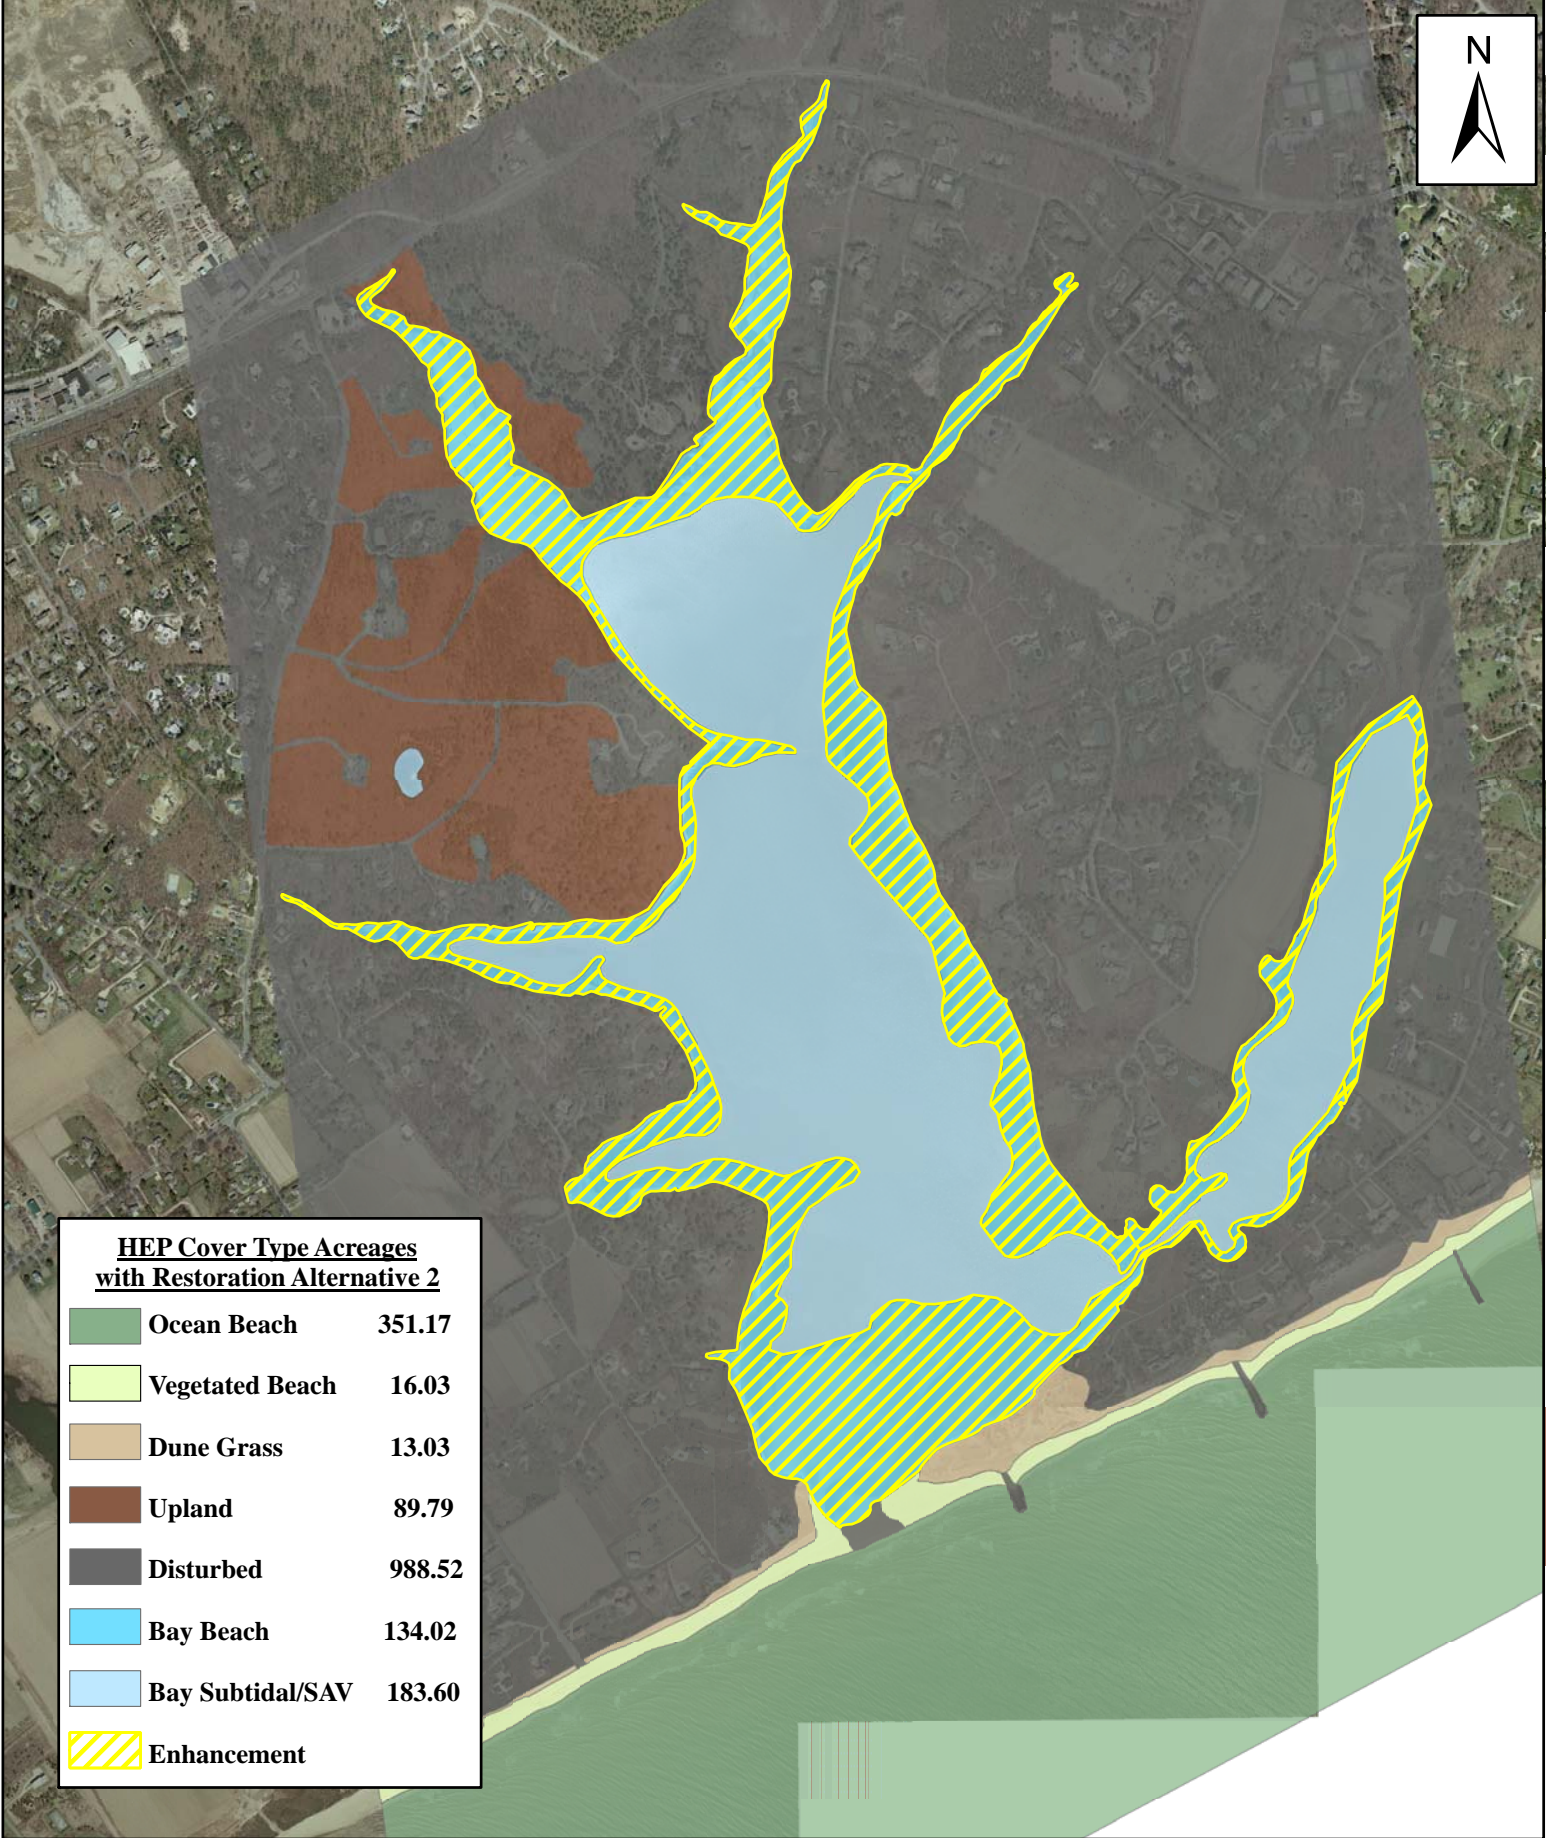 N
HEP Cover Type Acreages
with Restoration Alternative 2
Ocean Beach 351.17
Vegetated Beach 16.03
Dune Grass 13.03
Upland 89.79
Disturbed 988.52
Bay Beach 134.02
Bay Subtidal/SAV 183.60
Enhancement